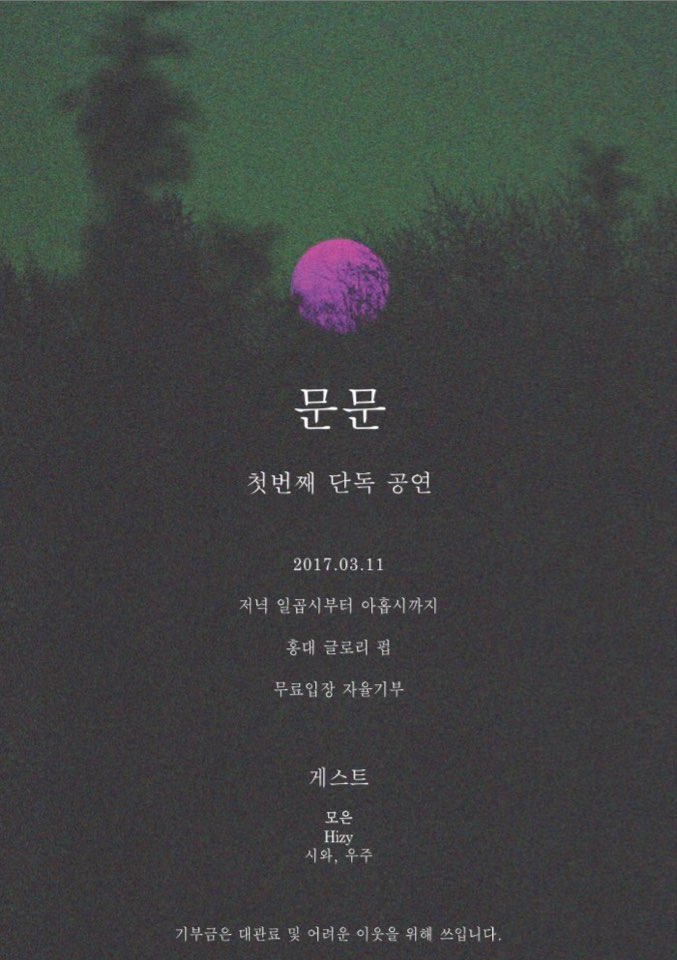 문문
첫번째 단독 공연
2017.03.11
저녁 일곱시부터 아홉시까지
홍대 글로리 펍
무료입장 자율기부
게스트
모은
Hizy
시와, 우주
기부금은 대관료 및 어려운 이웃을 위해 쓰입니다.